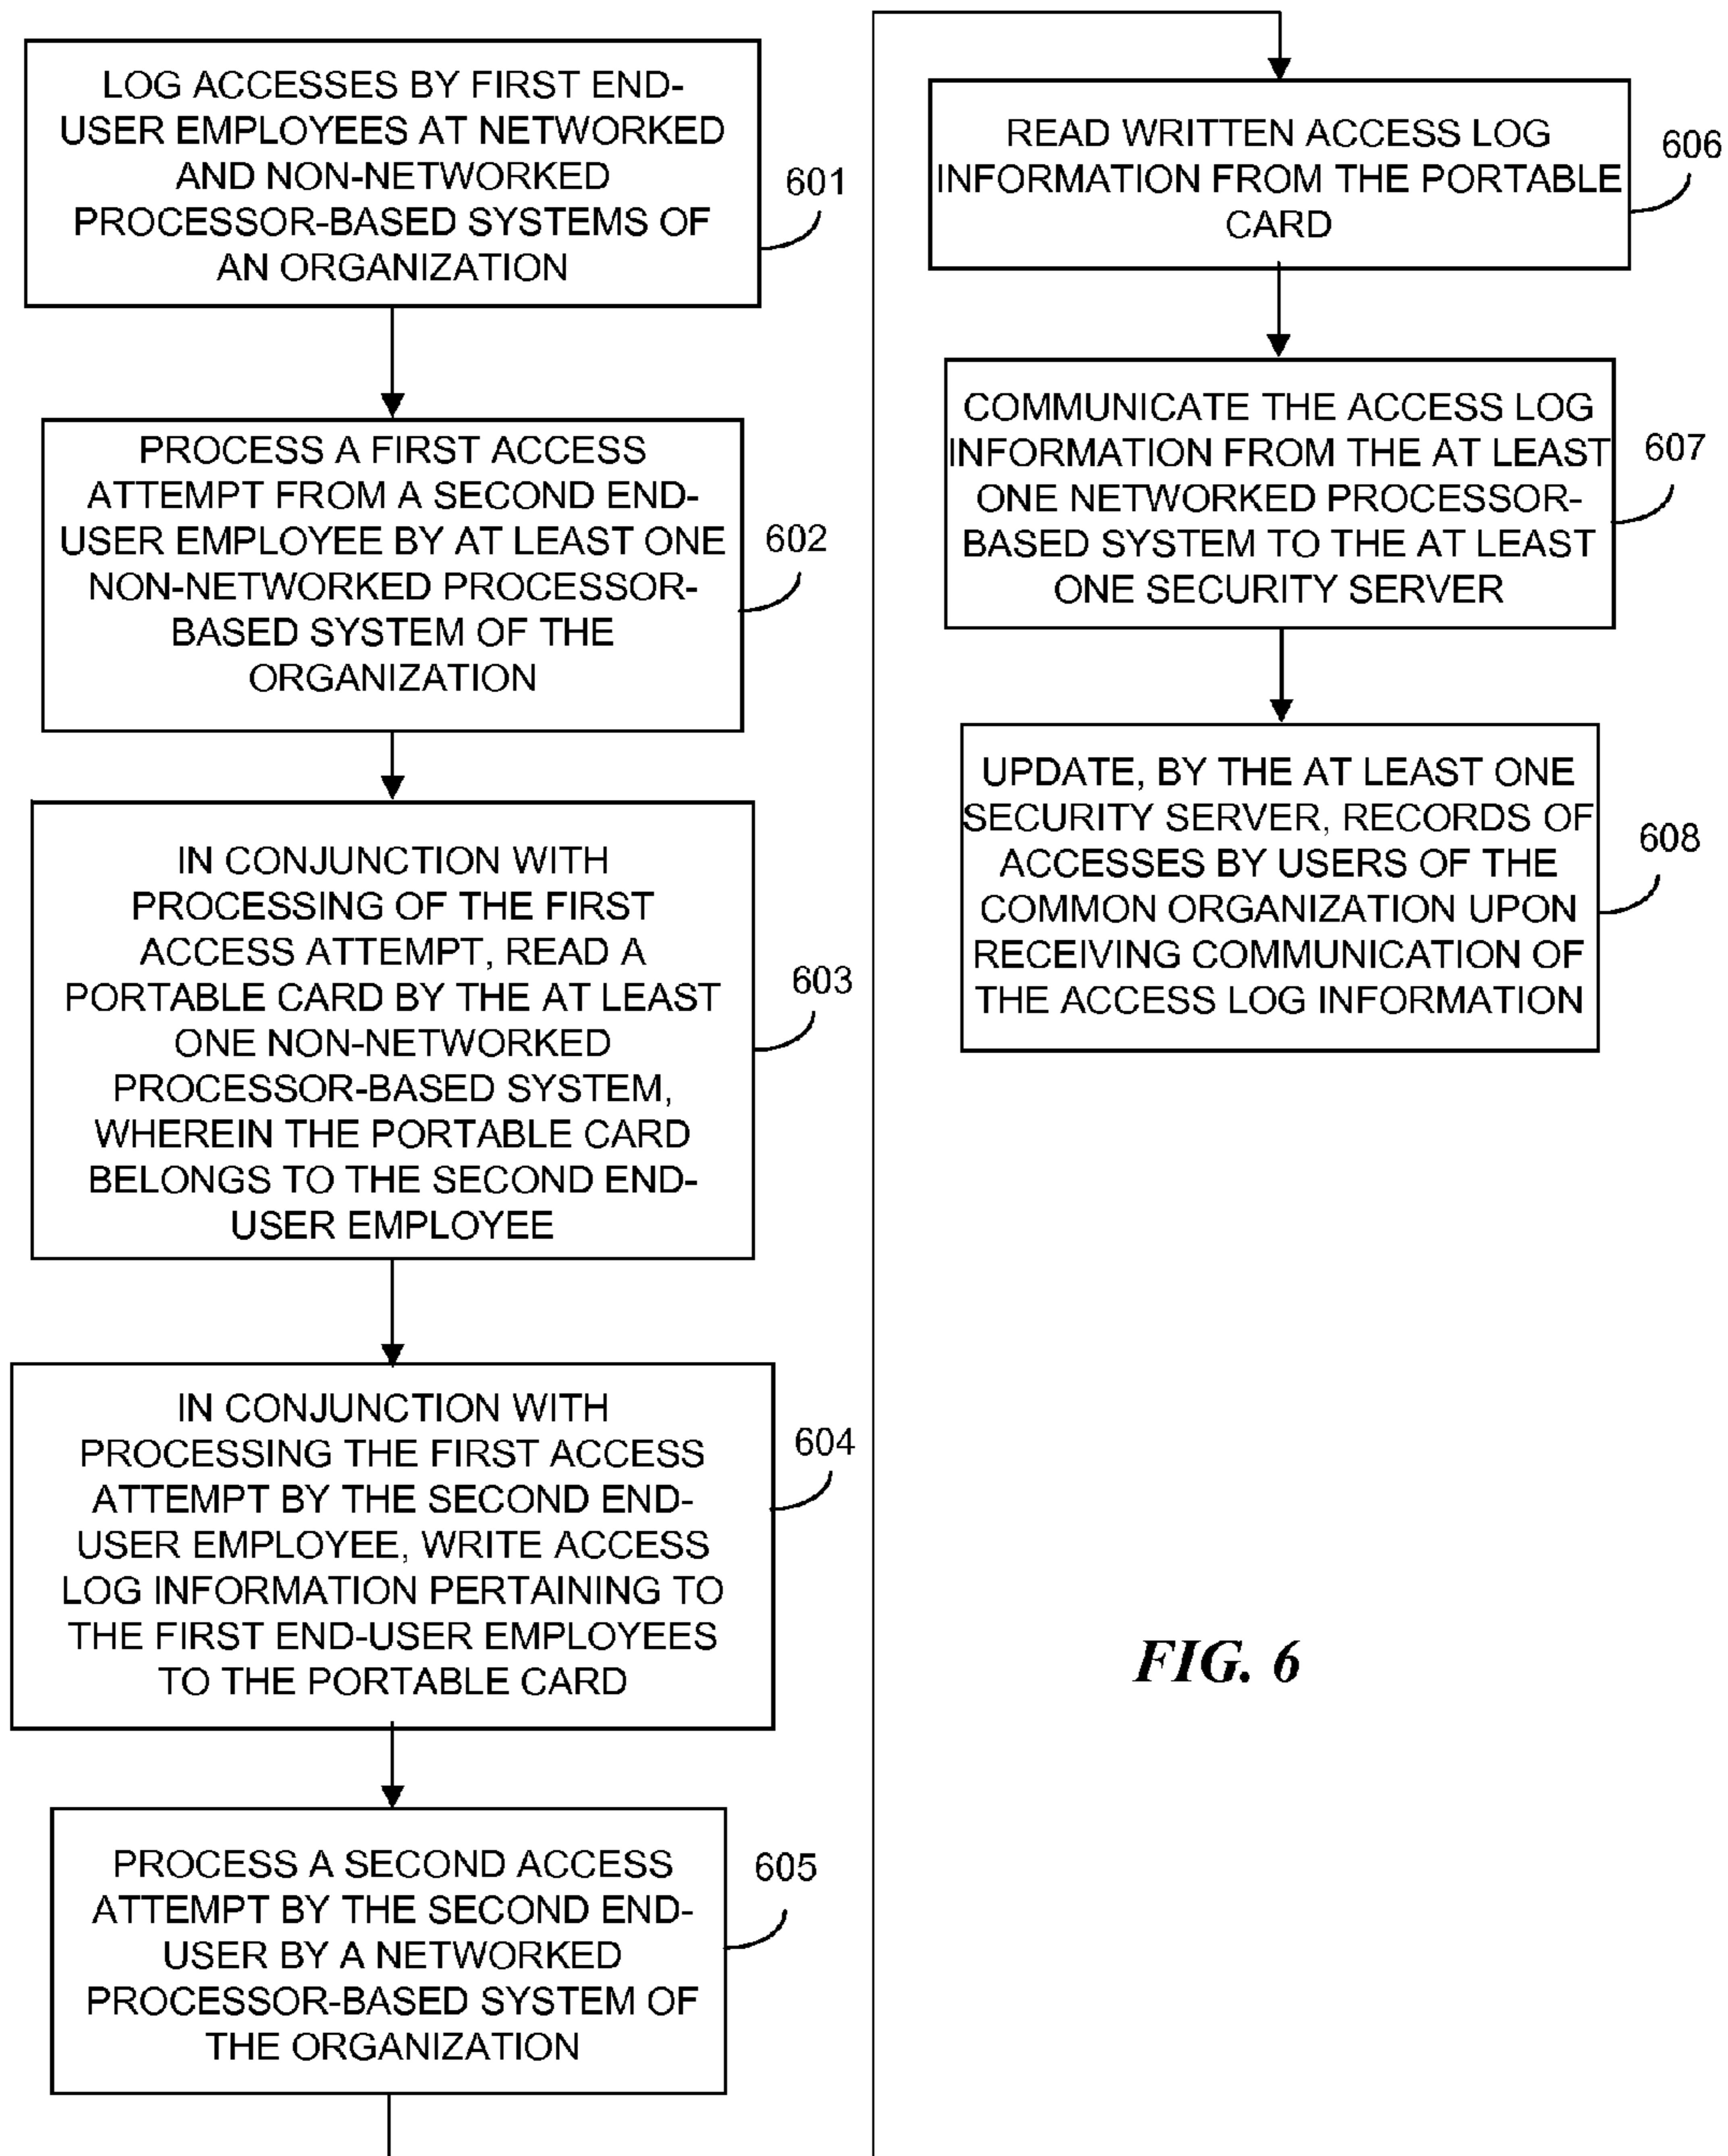 LOG ACCESSES BY FIRST END-
USER EMPLOYEES AT NETWORKED
AND NON-NETWORKED
PROCESSOR-BASED SYSTEMS OF
AN ORGANIZATION
601
PROCESS A FIRST ACCESS
ATTEMPT FROM A SECOND END-
USER EMPLOYEE BY AT LEAST ONE
NON-NETWORKED PROCESSOR-
BASED SYSTEM OF THE
ORGANIZATION
602
IN CONJUNCTION WITH
PROCESSING OF THE FIRST
ACCESS ATTEMPT, READ A
PORTABLE CARD BY THE AT LEAST
ONE NON-NETWORKED
PROCESSOR-BASED SYSTEM,
WHEREIN THE PORTABLE CARD
BELONGS TO THE SECOND END-
USER EMPLOYEE
603
IN CONJUNCTION WITH
PROCESSING THE FIRST ACCESS
ATTEMPT BY THE SECOND END-
USER EMPLOYEE, WRITE ACCESS
LOG INFORMATION PERTAINING TO
THE FIRST END-USER EMPLOYEES
TO THE PORTABLE CARD
604
PROCESS A SECOND ACCESS
ATTEMPT BY THE SECOND END-
USER BY A NETWORKED
PROCESSOR-BASED SYSTEM OF
THE ORGANIZATION
605
READ WRITTEN ACCESS LOG
INFORMATION FROM THE PORTABLE
CARD
606
COMMUNICATE THE ACCESS LOG
INFORMATION FROM THE AT LEAST
ONE NETWORKED PROCESSOR-
BASED SYSTEM TO THE AT LEAST
ONE SECURITY SERVER
607
UPDATE, BY THE AT LEAST ONE
SECURITY SERVER, RECORDS OF
ACCESSES BY USERS OF THE
COMMON ORGANIZATION UPON
RECEIVING COMMUNICATION OF
THE ACCESS LOG INFORMATION
608
FIG. 6